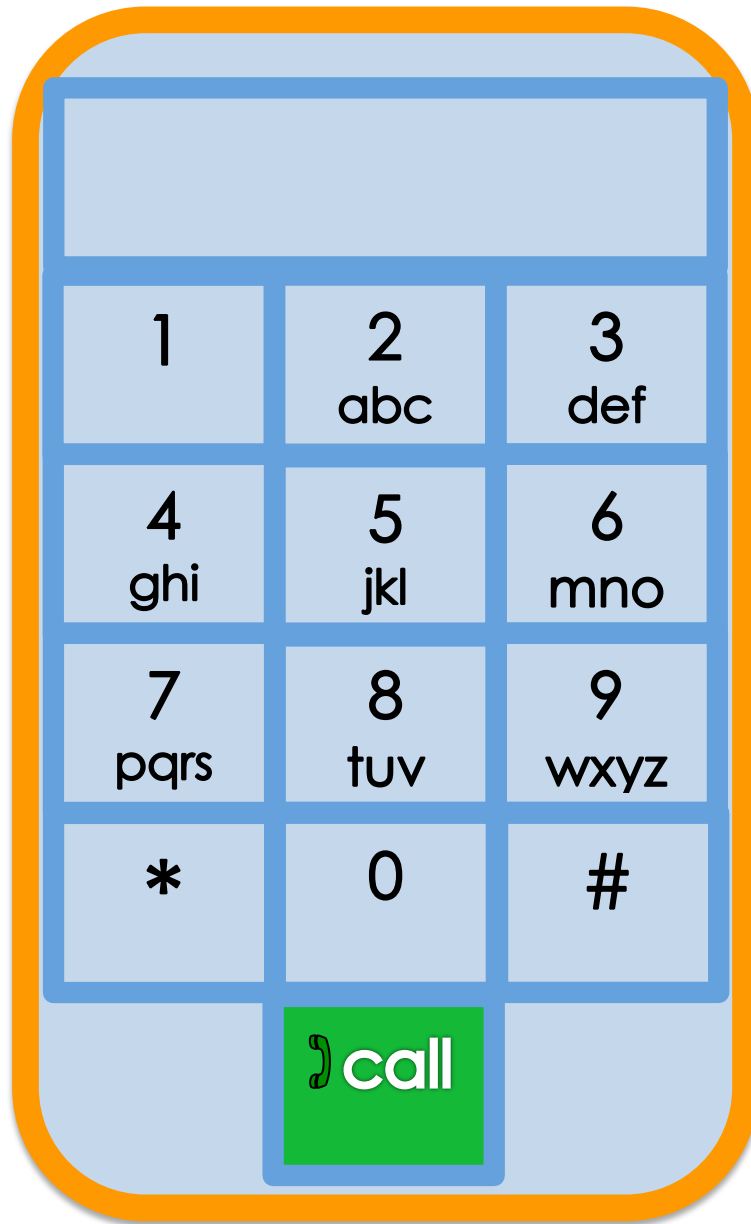 1 2 3
abc def
4 5 6
ghi jkl mno
7 8 9
pqrs tuv wxyz
* 0 #
call